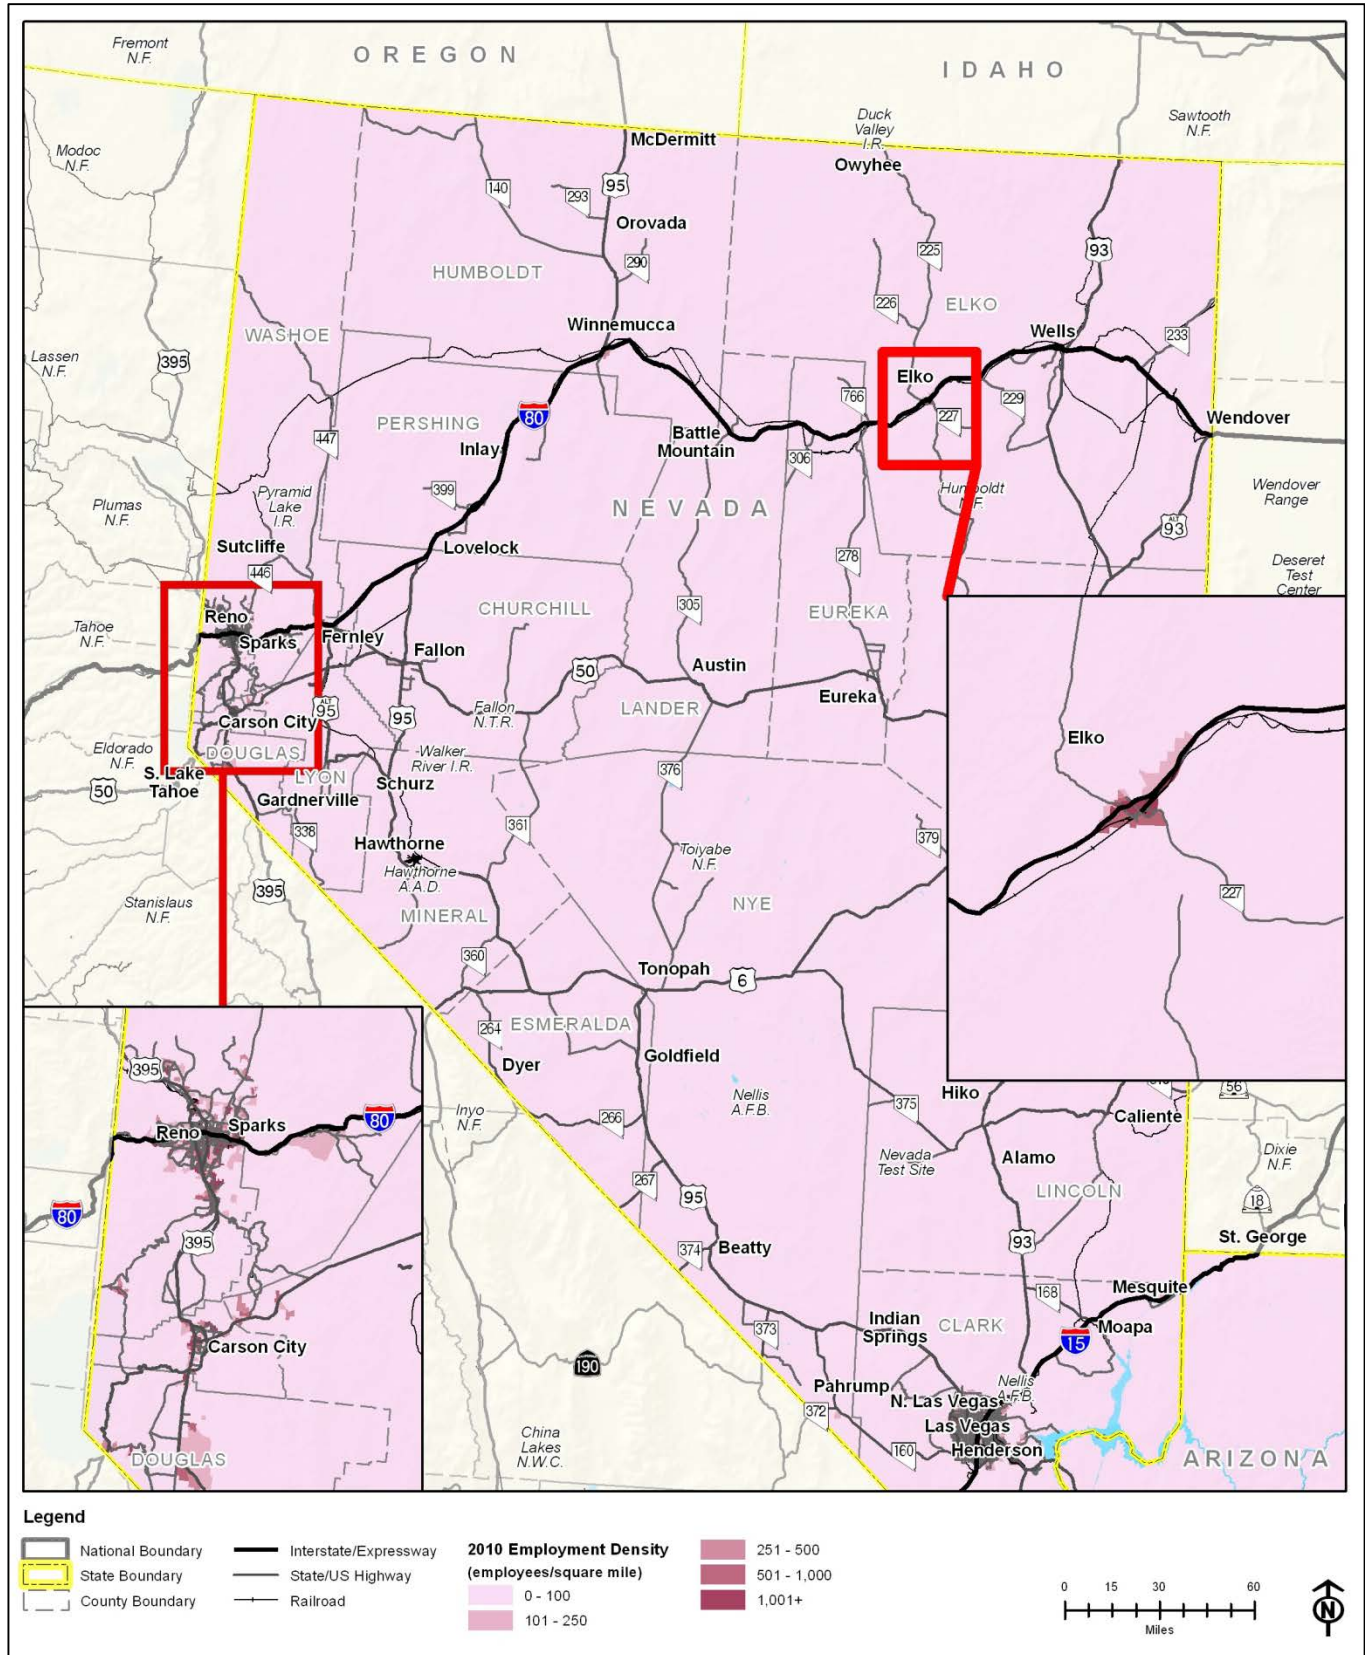 Fremont
N.F.
OREGON
IDAHO
Duck
Valley
I.R.
Sawtooth
N.F.
Modoc
N.F.
McDermitt
Owyhee
140
293
95
Orovada
290
225
93
HUMBOLDT
226
ELKO
WASHOE
Winnemucca
Wells
233
Lassen
N.F.
395
Elko
766
229
227
80
PERSHING
Inlay
447
Battle
Mountain
306
Wendover
399
Pyramid
Lake
I.R.
NEVADA
Humboldt
N.F.
Wendover
Range
Plumas
N.F.
ALT
93
Sutcliffe
446
Lovelock
278
Deseret
Test
Center
Tahoe
N.F.
Reno
Sparks
Fernley
CHURCHILL
305
EUREKA
Fallon
50
Austin
Eureka
ALT
95
95
Carson City
Fallon
N.T.R.
LANDER
Eldorado
N.F.
DOUGLAS
Walker
River I.R.
S. Lake
Tahoe
LYON
Schurz
376
50
Gardnerville
338
361
379
Hawthorne
Hawthorne
A.A.D.
Toiyabe
N.F.
395
Stanislaus
N.F.
MINERAL
NYE
360
Tonopah
6
264
ESMERALDA
Goldfield
Dyer
Nellis
A.F.B.
Hiko
56
Inyo
N.F.
266
375
Caliente
Nevada
Test Site
Alamo
Dixie
N.F.
267
95
LINCOLN
18
93
St. George
374
Beatty
168
Mesquite
Indian
Springs
CLARK
Moapa
373
15
190
Pahrump
Nellis
A.F.B.
372
N. Las Vegas
Las Vegas
China
Lakes
N.W.C.
160
Henderson
ARIZONA
Elko
227
395
Reno
Sparks
80
80
395
Carson City
DOUGLAS
Legend
National Boundary
State Boundary
County Boundary
Interstate/Expressway
State/US Highway
Railroad
2010 Employment Density
(employees/square mile)
0 - 100
101 - 250
251 - 500
501 - 1,000
1,001+
0 15 30 60
Miles
N